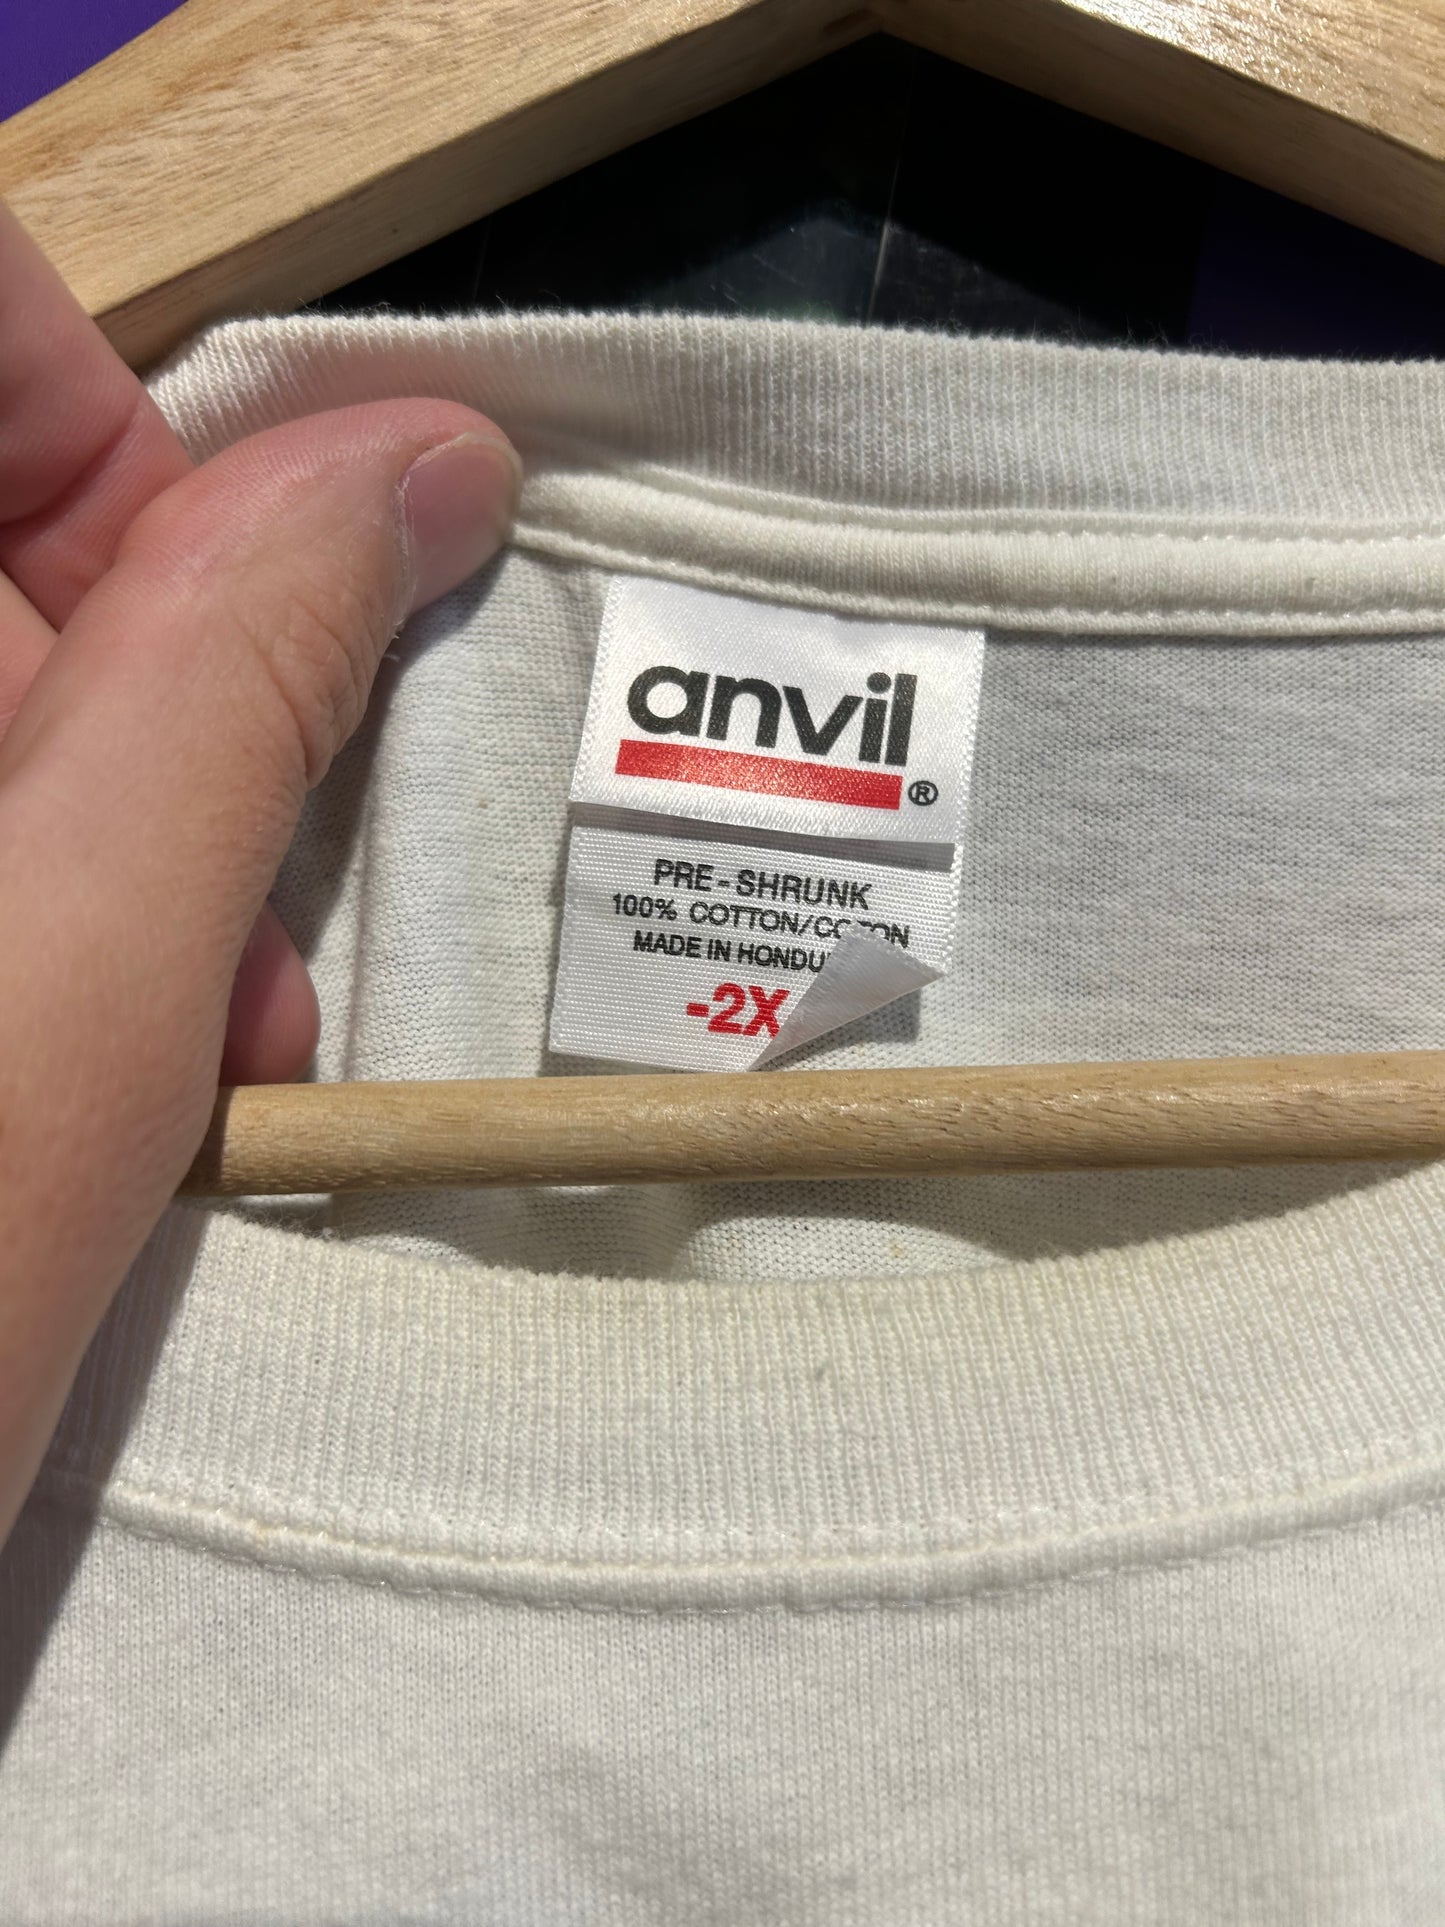 anvil®
PRE-SHRUNK
100% COTTON/COTON
MADE IN HONDU
-2X